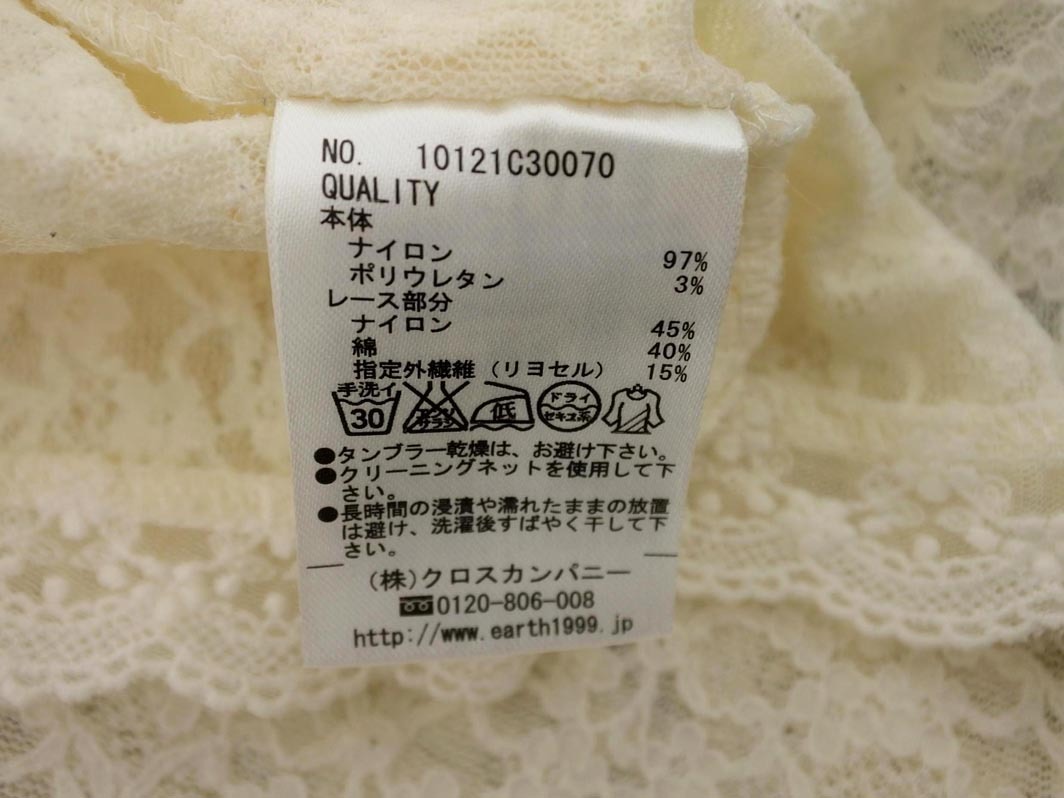 NO. 10121C30070
QUALITY
本体
ナイロン 97%
ポリウレタン 3%
レース部分
ナイロン 45%
綿 40%
指定外繊維 (リヨセル) 15%
手洗イ 30 エンソ サラシ 低 ドライ セキユ系
●タンブラー乾燥は、お避け下さい。
●クリーニングネットを使用して下
さい。
●長時間の浸漬や濡れたままの放置
は避け、洗濯後すばやく干して下
さい。
(株)クロスカンパニー
0120-806-008
http://www.earth1999.jp